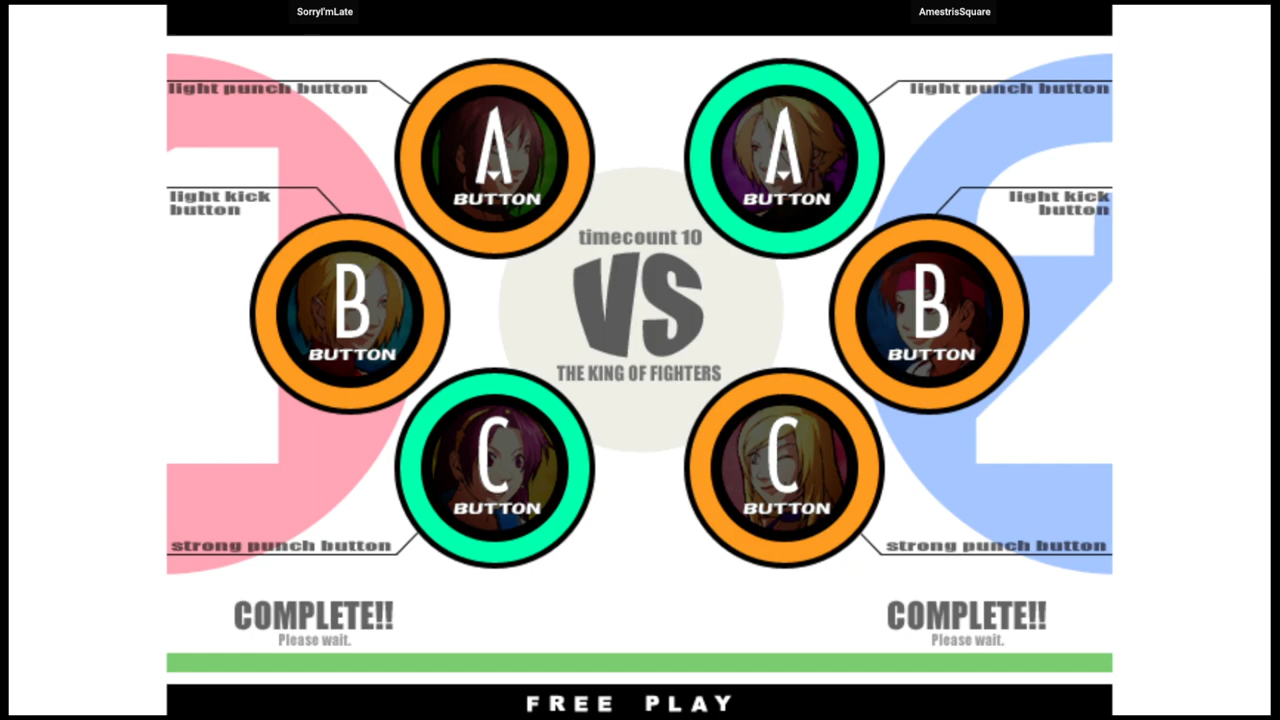 SorryI'mLate
AmestrisSquare
light punch button
light punch button
A
BUTTON
A
BUTTON
light kick
button
light kick
button
B
BUTTON
B
BUTTON
timecount 10
VS
THE KING OF FIGHTERS
C
BUTTON
C
BUTTON
strong punch button
strong punch button
1
2
COMPLETE!!
Please wait.
COMPLETE!!
Please wait.
FREE PLAY